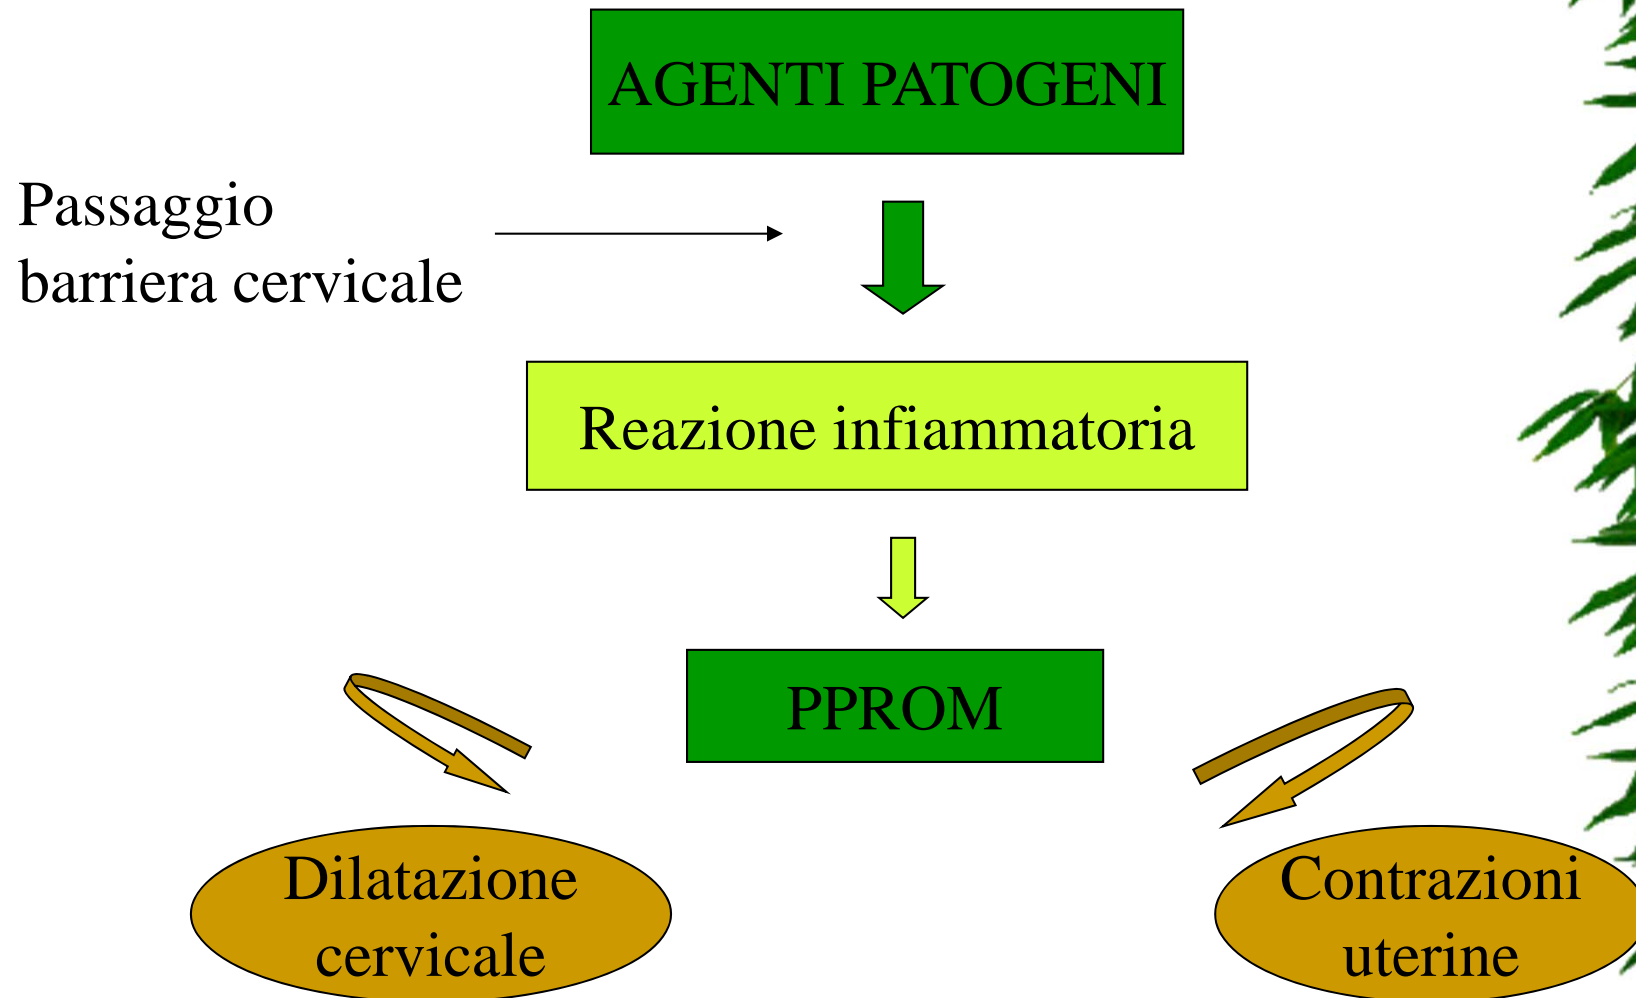 AGENTI PATOGENI
Passaggio
barriera cervicale
Reazione infiammatoria
PPROM
Dilatazione
cervicale
Contrazioni
uterine